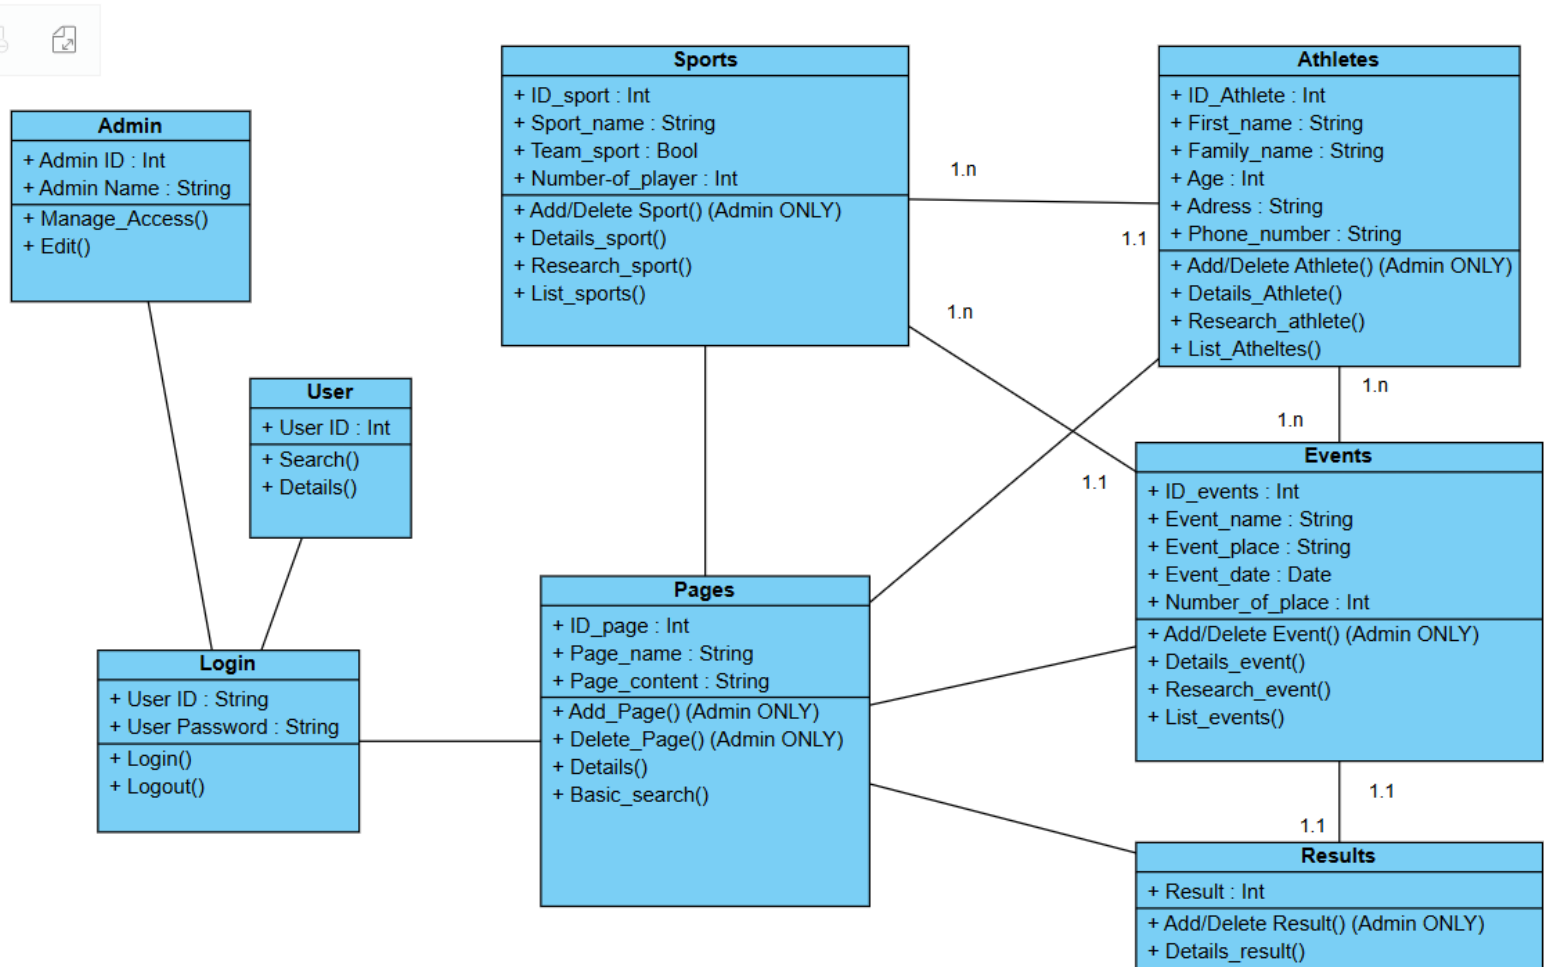 Sports
+ ID_sport : Int
+ Sport_name : String
+ Team_sport : Bool
+ Number-of_player : Int
+ Add/Delete Sport() (Admin ONLY)
+ Details_sport()
+ Research_sport()
+ List_sports()
Athletes
+ ID_Athlete : Int
+ First_name : String
+ Family_name : String
+ Age : Int
+ Adress : String
+ Phone_number : String
+ Add/Delete Athlete() (Admin ONLY)
+ Details_Athlete()
+ Research_athlete()
+ List_Atheltes()
Admin
+ Admin ID : Int
+ Admin Name : String
+ Manage_Access()
+ Edit()
1.n
1.1
1.n
1.1
1.n
1.n
User
+ User ID : Int
+ Search()
+ Details()
Events
+ ID_events : Int
+ Event_name : String
+ Event_place : String
+ Event_date : Date
+ Number_of_place : Int
+ Add/Delete Event() (Admin ONLY)
+ Details_event()
+ Research_event()
+ List_events()
Pages
+ ID_page : Int
+ Page_name : String
+ Page_content : String
+ Add_Page() (Admin ONLY)
+ Delete_Page() (Admin ONLY)
+ Details()
+ Basic_search()
Login
+ User ID : String
+ User Password : String
+ Login()
+ Logout()
1.1
1.1
Results
+ Result : Int
+ Add/Delete Result() (Admin ONLY)
+ Details_result()